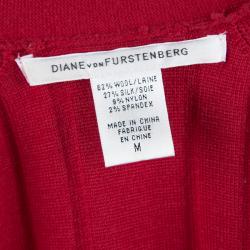 DIANE VON FURSTENBERG
62% WOOL/LAINE
27% SILK/SOIE
9% NYLON
2% SPANDEX
MADE IN CHINA
FABRIQUE
EN CHINE
M